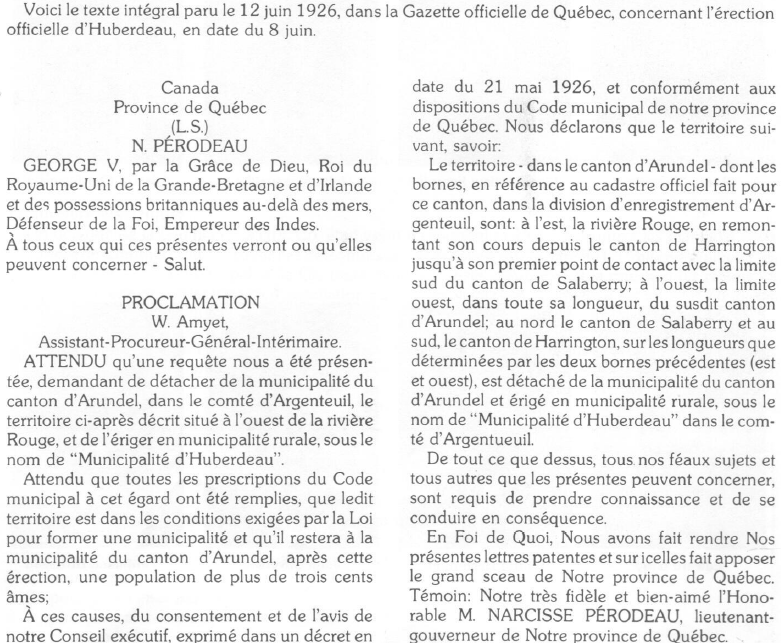 Voici le texte intégral paru le 12 juin 1926, dans la Gazette officielle de Québec, concernant l'érection
officielle d'Huberdeau, en date du 8 juin.
Canada
Province de Québec
(L.S.)
N. PÉRODEAU
GEORGE V, par la Grâce de Dieu, Roi du
Royaume-Uni de la Grande-Bretagne et d'Irlande
et des possessions britanniques au-delà des mers,
Défenseur de la Foi, Empereur des Indes.
À tous ceux qui ces présentes verront ou qu'elles
peuvent concerner - Salut.
PROCLAMATION
W. Amyet,
Assistant-Procureur-Général-Intérimaire.
ATTENDU qu'une requête nous a été présen-
tée, demandant de détacher de la municipalité du
canton d'Arundel, dans le comté d'Argenteuil, le
territoire ci-après décrit situé à l'ouest de la rivière
Rouge, et de l'ériger en municipalité rurale, sous le
nom de "Municipalité d'Huberdeau".
Attendu que toutes les prescriptions du Code
municipal à cet égard ont été remplies, que ledit
territoire est dans les conditions exigées par la Loi
pour former une municipalité et qu'il restera à la
municipalité du canton d'Arundel, après cette
érection, une population de plus de trois cents
âmes;
À ces causes, du consentement et de l'avis de
notre Conseil exécutif, exprimé dans un décret en
date du 21 mai 1926, et conformément aux
dispositions du Code municipal de notre province
de Québec. Nous déclarons que le territoire sui-
vant, savoir:
Le territoire - dans le canton d'Arundel - dont les
bornes, en référence au cadastre officiel fait pour
ce canton, dans la division d'enregistrement d'Ar-
genteuil, sont: à l'est, la rivière Rouge, en remon-
tant son cours depuis le canton de Harrington
jusqu'à son premier point de contact avec la limite
sud du canton de Salaberry; à l'ouest, la limite
ouest, dans toute sa longueur, du susdit canton
d'Arundel; au nord le canton de Salaberry et au
sud, le canton de Harrington, sur les longueurs que
déterminées par les deux bornes précédentes (est
et ouest), est détaché de la municipalité du canton
d'Arundel et érigé en municipalité rurale, sous le
nom de "Municipalité d'Huberdeau" dans le com-
té d'Argentueuil.
De tout ce que dessus, tous nos féaux sujets et
tous autres que les présentes peuvent concerner,
sont requis de prendre connaissance et de se
conduire en conséquence.
En Foi de Quoi, Nous avons fait rendre Nos
présentes lettres patentes et sur icelles fait apposer
le grand sceau de Notre province de Québec.
Témoin: Notre très fidèle et bien-aimé l'Hono-
rable M. NARCISSE PÉRODEAU, lieutenant-
gouverneur de Notre province de Québec.